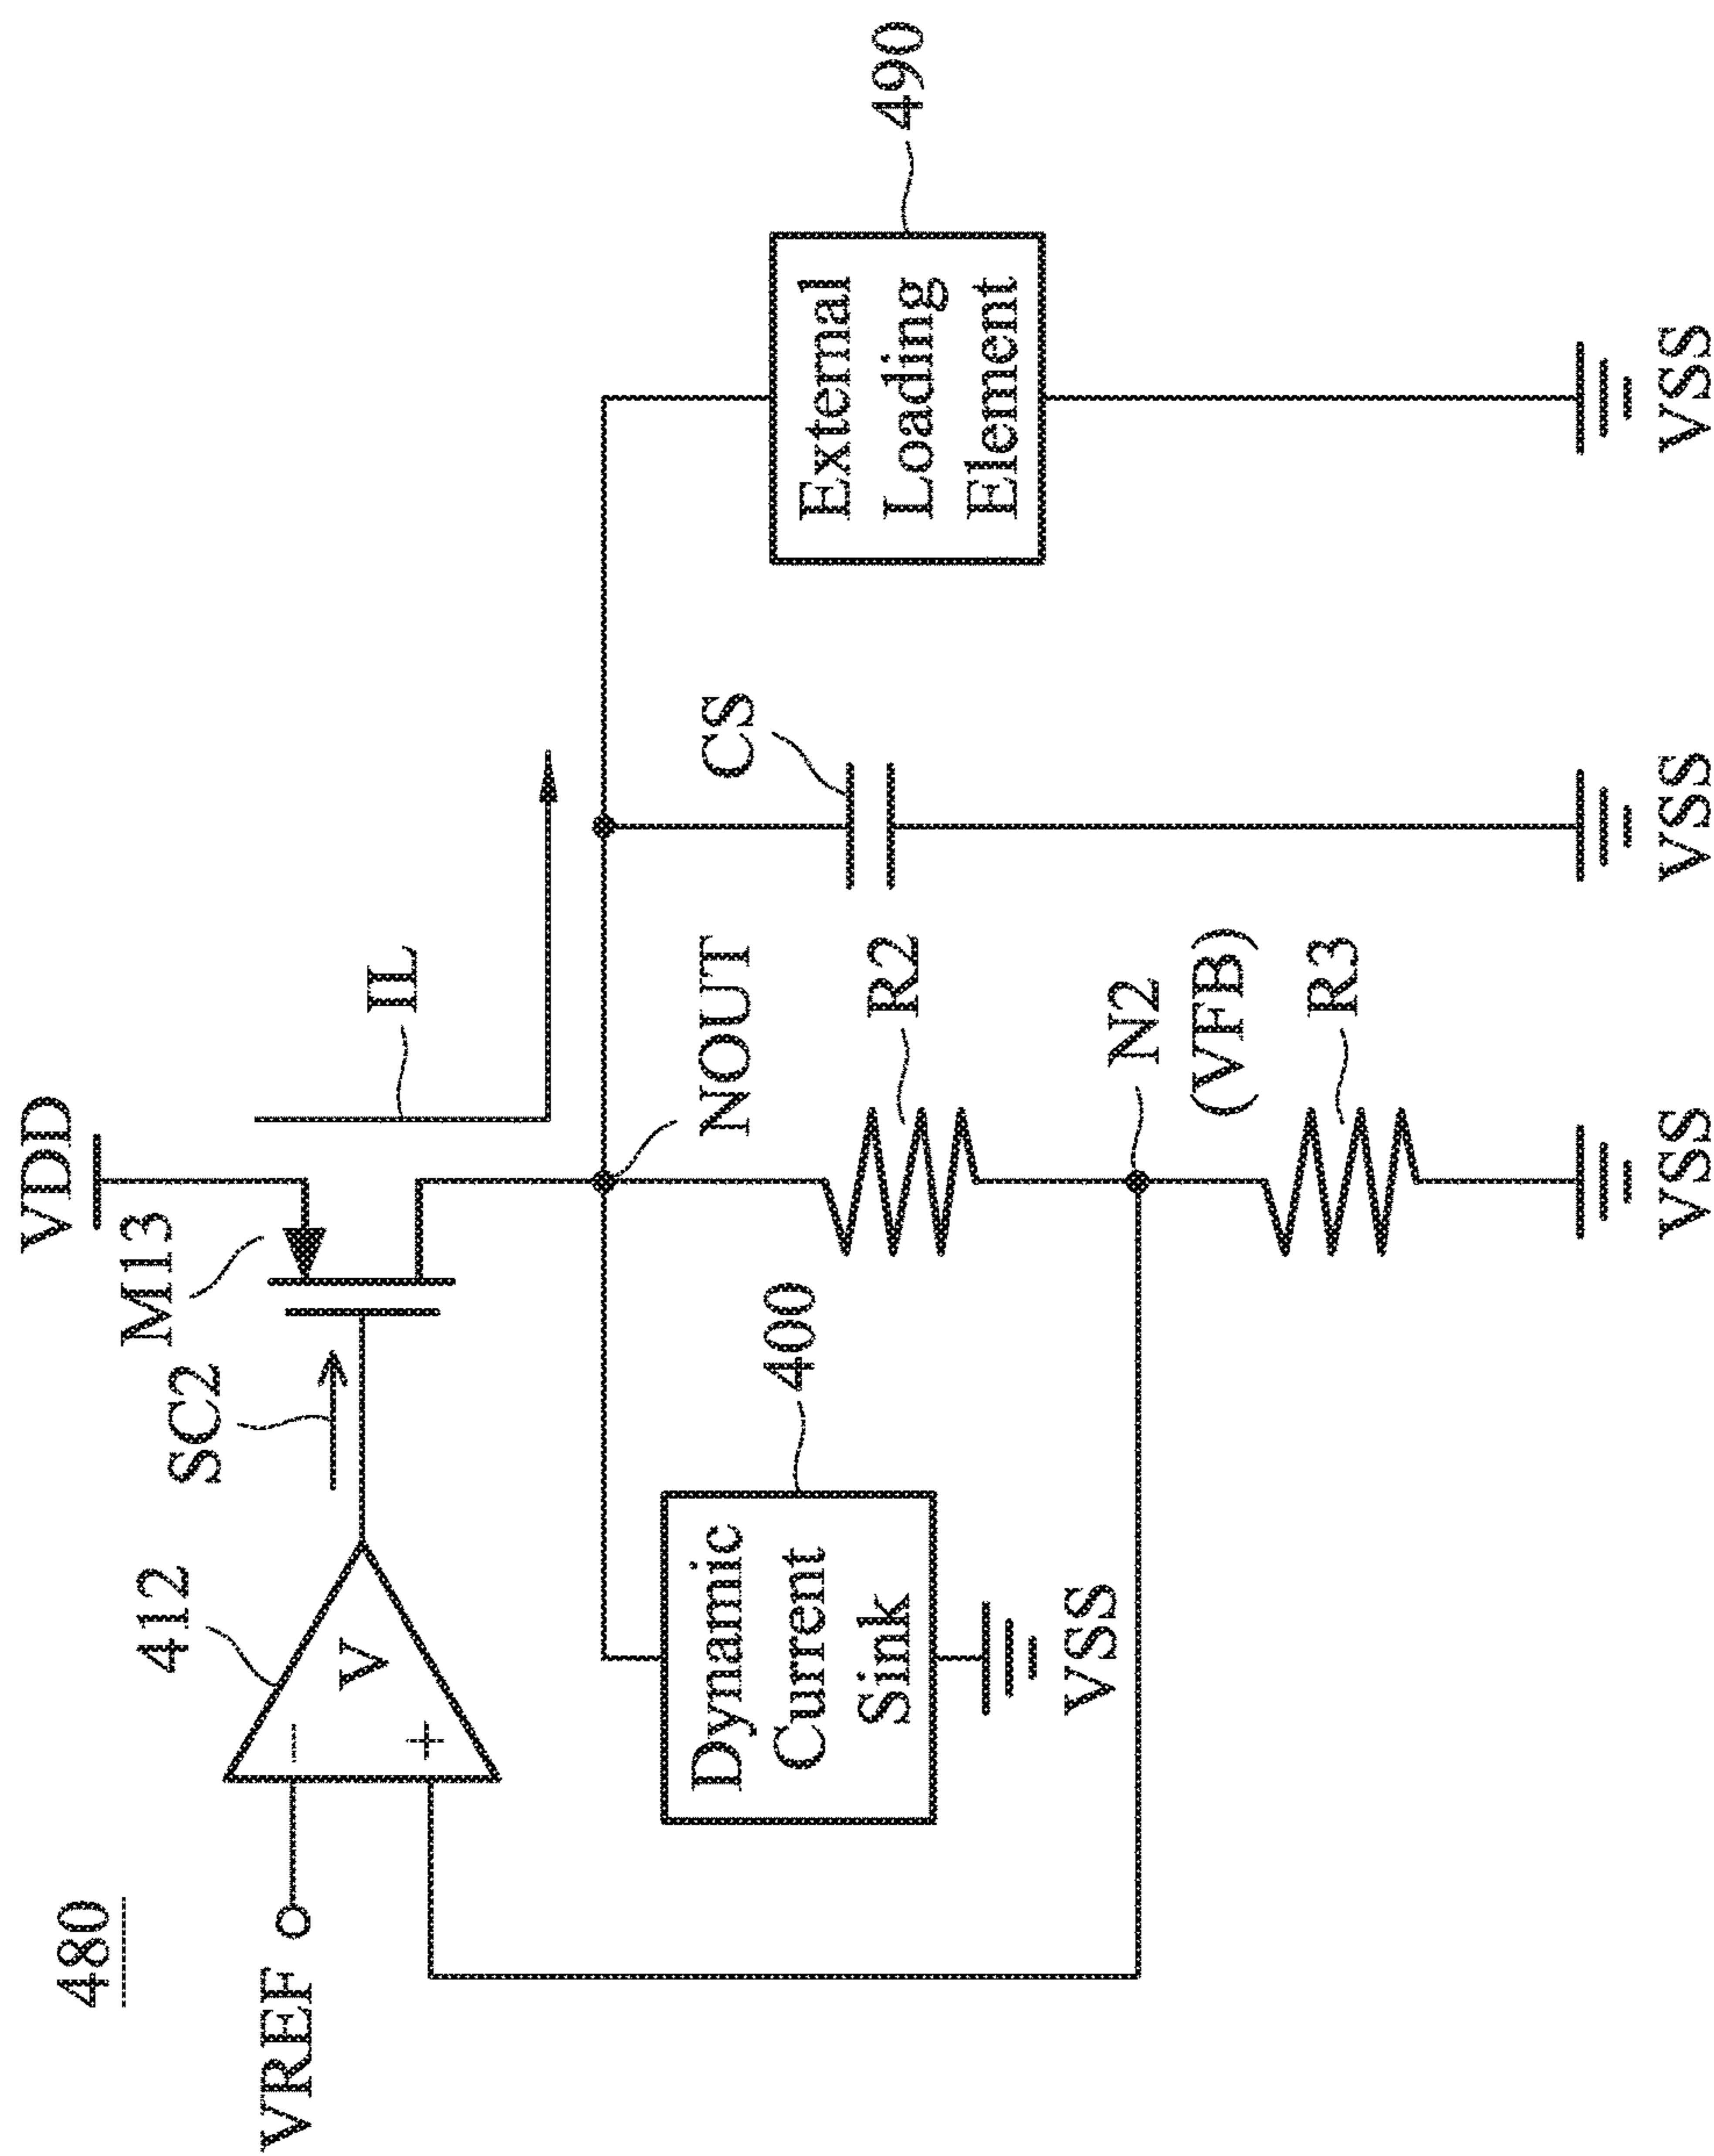 480
VDD
412
SC2
M13
IL
VREF
−
+
V
NOUT
CS
490
400
Dynamic
Current
Sink
VSS
R2
N2
(VFB)
R3
External
Loading
Element
VSS
VSS
VSS